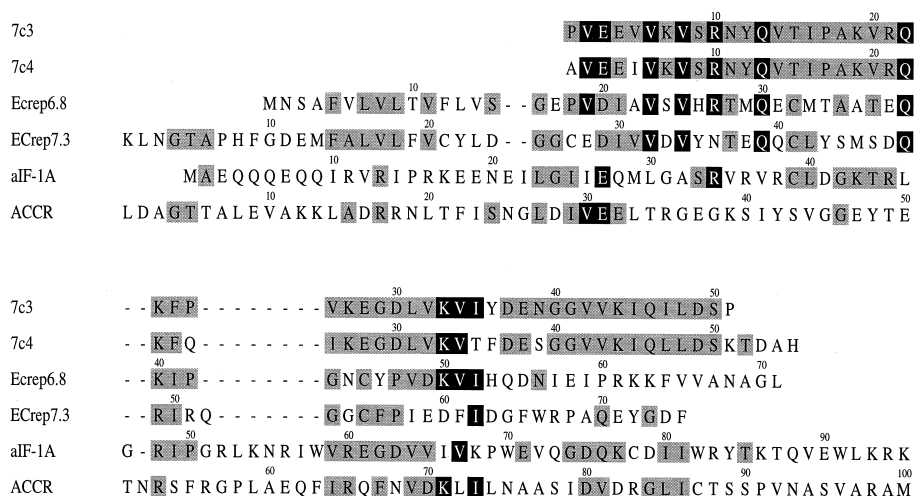 10 20
7c3 PVEEVVKVSRNYQVTIPAKVRQ
10 20
7c4 AVEEIVKVSRNYQVTIPAKVRQ
10 20 30
Ecrep6.8 MNSAFVLVLTVFLVS--GEPVDIAVSVHRTMQECMTAATEQ
10 20 30 40
ECrep7.3 KLNGTAPHFGDEMFALVLFVCYLD-GGCEDIVVDVYNTEQQCLYSMSDQ
10 20 30 40
aIF-1A MAEQQQEQQIRVRIPRKEENEILGIIEQMLGASRVRVRCLDGKTRL
10 20 30 40 50
ACCR LDAGTTALEVAKKLADRRNLTFISNGLDIVEELTRGEGKSIYSVGGEYTE
30 40 50
7c3 --KFP--------VKEGDLVKVIYDENGGVVKIQILDSP
30 40 50
7c4 --KFQ--------IKEGDLVKVTFDESGGVVKIQLLDSKTDAH
40 50 60 70
Ecrep6.8 --KIP--------GNCYPVDKVIHQDNIEIPRKKFVVANAGL
50 60 70
ECrep7.3 --RIRQ-------GGCFPIEDFIDGFWRPAQEYGDF
50 60 70 80 90
aIF-1A G-RIPGRLKNRIWVREGDVVIVKPWEVQGDQKCDIIWRYTKTQVEWLKRK
60 70 80 90 100
ACCR TNRSFRGPLAEQFIRQFNVDKLILNAASIDVDRGLICTSSPVNASVARAM